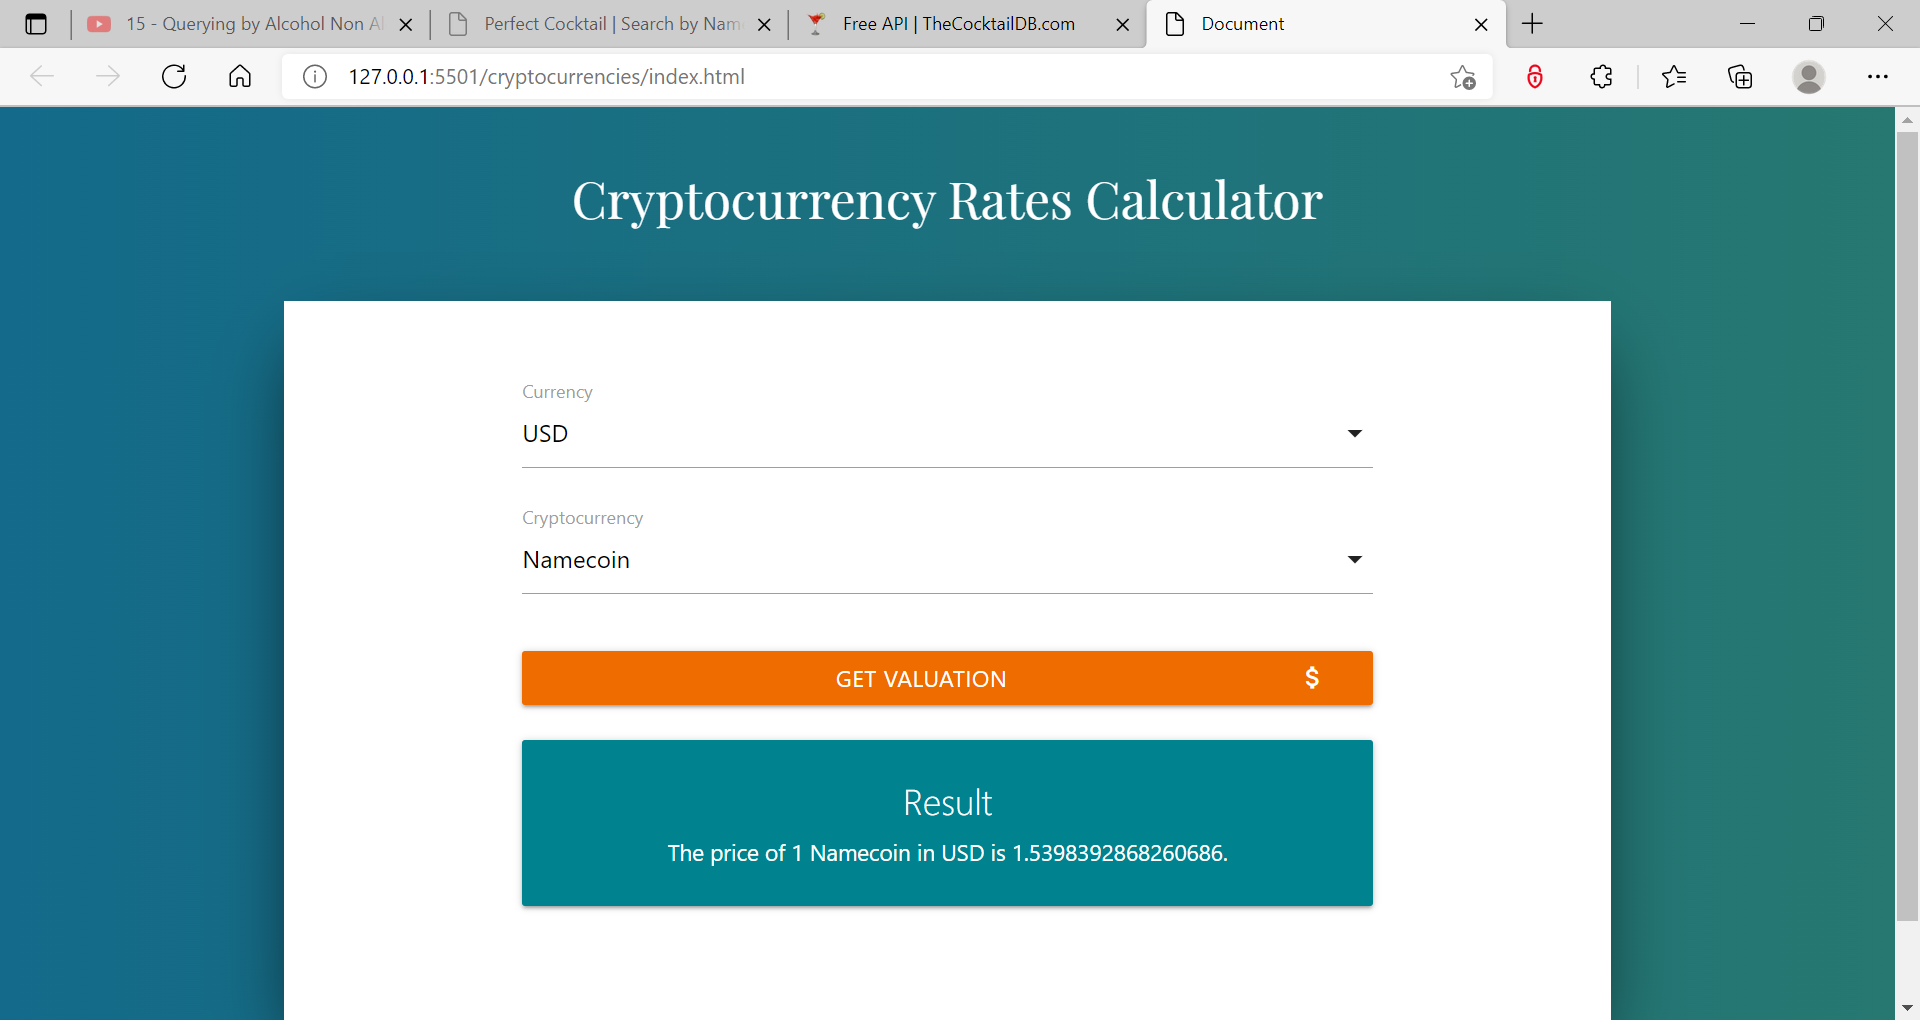 15 - Querying by Alcohol Non Al
Perfect Cocktail | Search by Nam
Free API | TheCocktailDB.com
Document
127.0.0.1:5501/cryptocurrencies/index.html
Cryptocurrency Rates Calculator
Currency
USD
Cryptocurrency
Namecoin
GET VALUATION $
Result
The price of 1 Namecoin in USD is 1.5398392868260686.